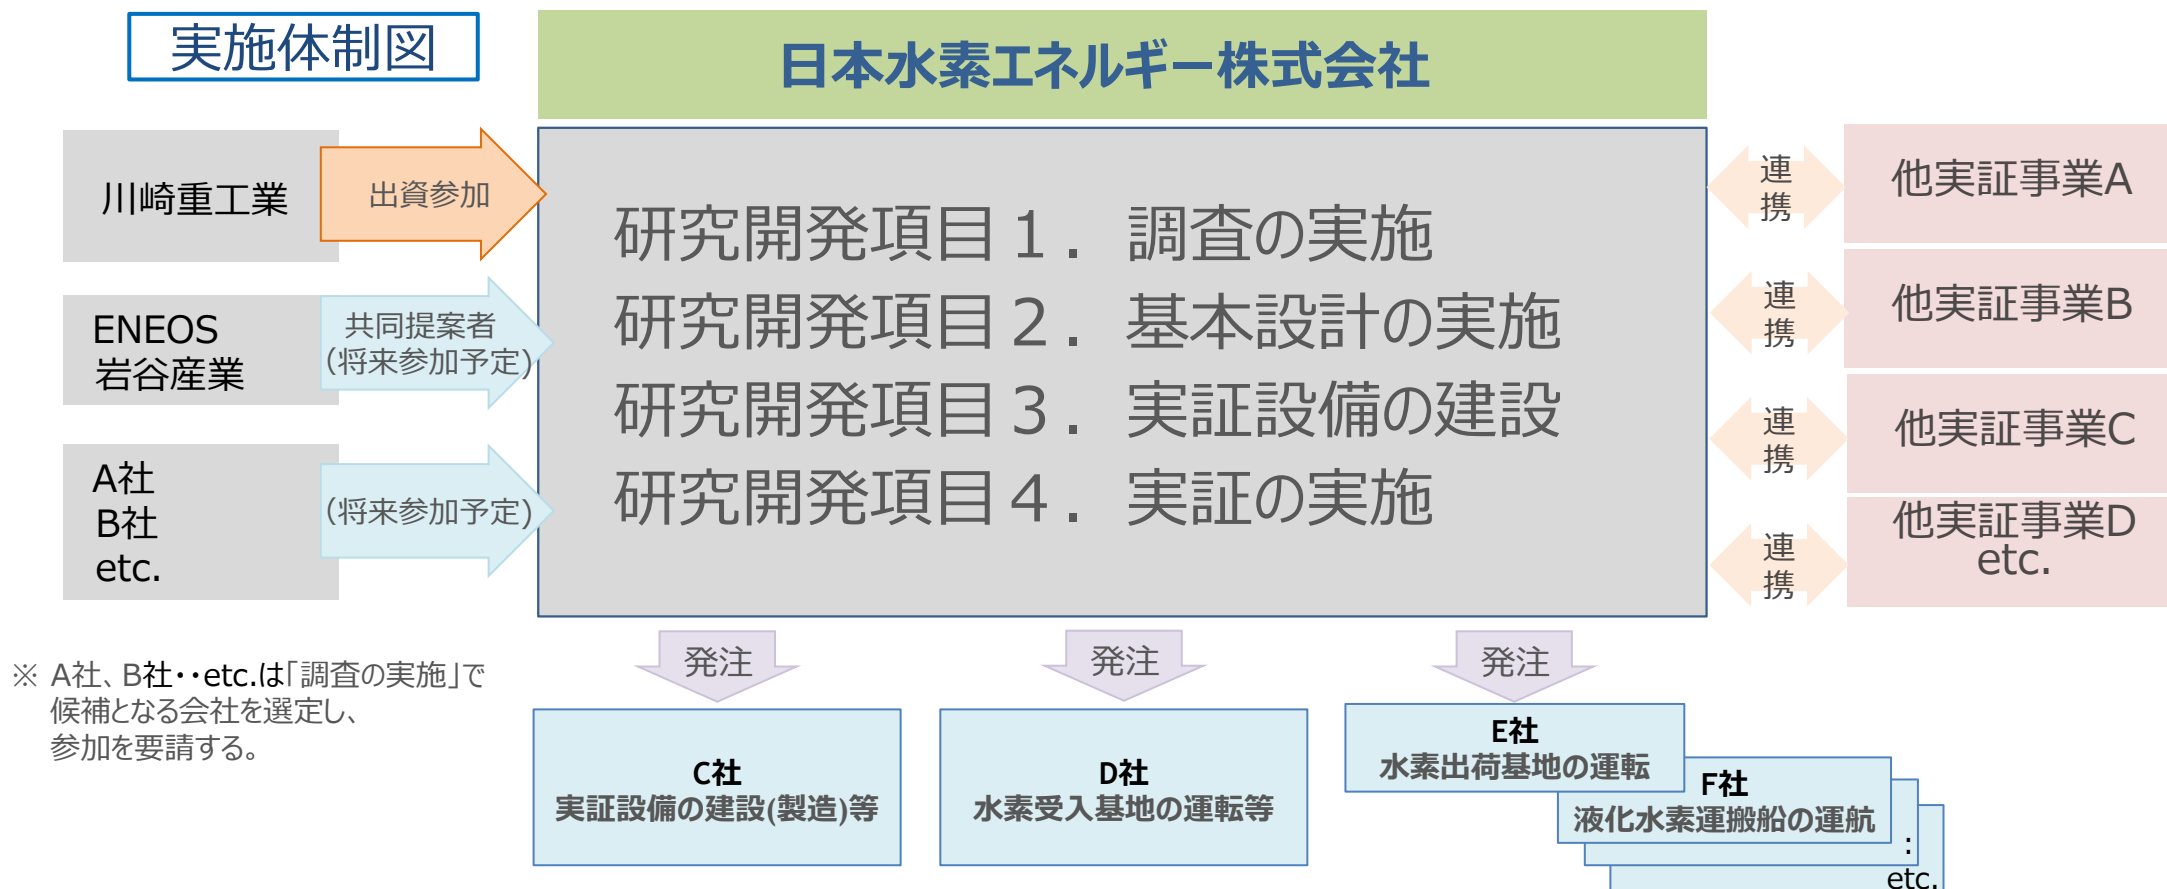 実施体制図
日本水素エネルギー株式会社
川崎重工業
出資参加
ENEOS
岩谷産業
共同提案者
(将来参加予定)
A社
B社
etc.
(将来参加予定)
研究開発項目１．調査の実施
研究開発項目２．基本設計の実施
研究開発項目３．実証設備の建設
研究開発項目４．実証の実施
連
携
他実証事業A
連
携
他実証事業B
連
携
他実証事業C
連
携
他実証事業D
etc.
※ A社、B社・・etc.は「調査の実施」で
候補となる会社を選定し、
参加を要請する。
発注
発注
発注
C社
実証設備の建設(製造)等
D社
水素受入基地の運転等
E社
水素出荷基地の運転
F社
液化水素運搬船の運航
:
etc.